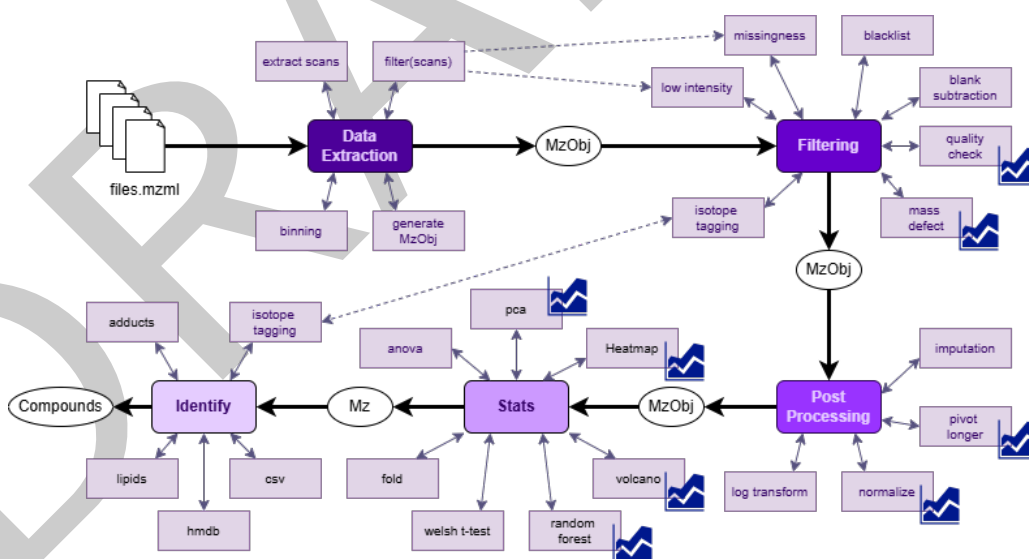 missingness
blacklist
extract scans
filter(scans)
low intensity
blank
subtraction
Data
Extraction
MzObj
Filtering
quality
check
files.mzml
binning
generate
MzObj
isotope
tagging
mass
defect
MzObj
adducts
isotope
tagging
pca
anova
Heatmap
imputation
Compounds
Identify
Mz
Stats
MzObj
Post
Processing
pivot
longer
lipids
csv
fold
volcano
log transform
normalize
hmdb
welsh t-test
random
forest
DRA